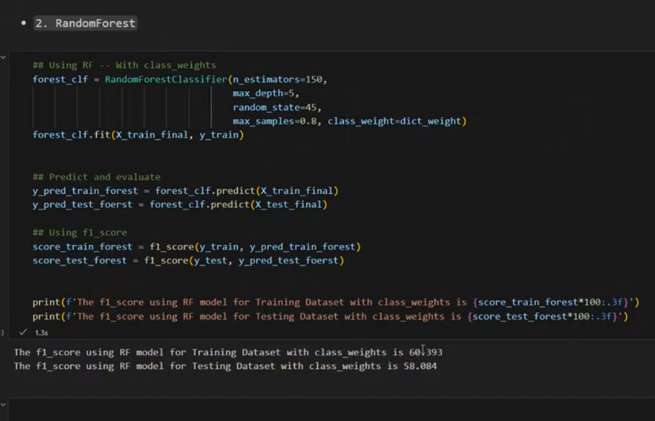 2. RandomForest
## Using RF -- With class_weights
forest_clf = RandomForestClassifier(n_estimators=150,
max_depth=5,
random_state=45,
max_samples=0.8, class_weight=dict_weight)
forest_clf.fit(X_train_final, y_train)
## Predict and evaluate
y_pred_train_forest = forest_clf.predict(X_train_final)
y_pred_test_foerst = forest_clf.predict(X_test_final)
## Using f1_score
score_train_forest = f1_score(y_train, y_pred_train_forest)
score_test_forest = f1_score(y_test, y_pred_test_foerst)
print(f'The f1_score using RF model for Training Dataset with class_weights is {score_train_forest*100:.3f}')
print(f'The f1_score using RF model for Testing Dataset with class_weights is {score_test_forest*100:.3f}')
1.3s
The f1_score using RF model for Training Dataset with class_weights is 60.393
The f1_score using RF model for Testing Dataset with class_weights is 58.084